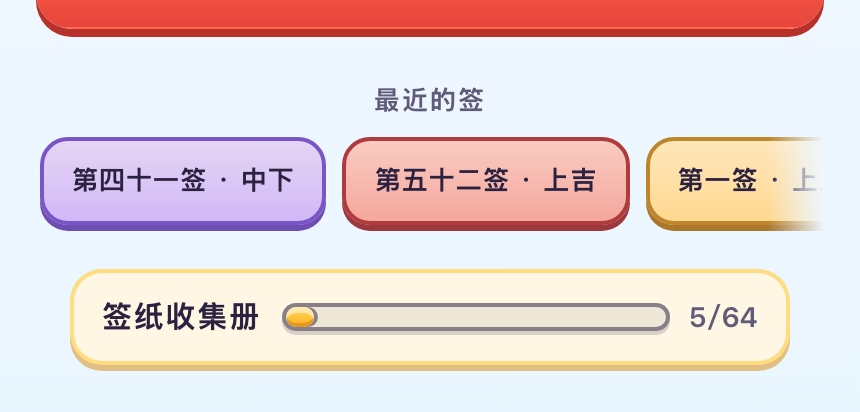 最近的签
第四十一签 · 中下
第五十二签 · 上吉
第一签 · 上
签纸收集册 5/64